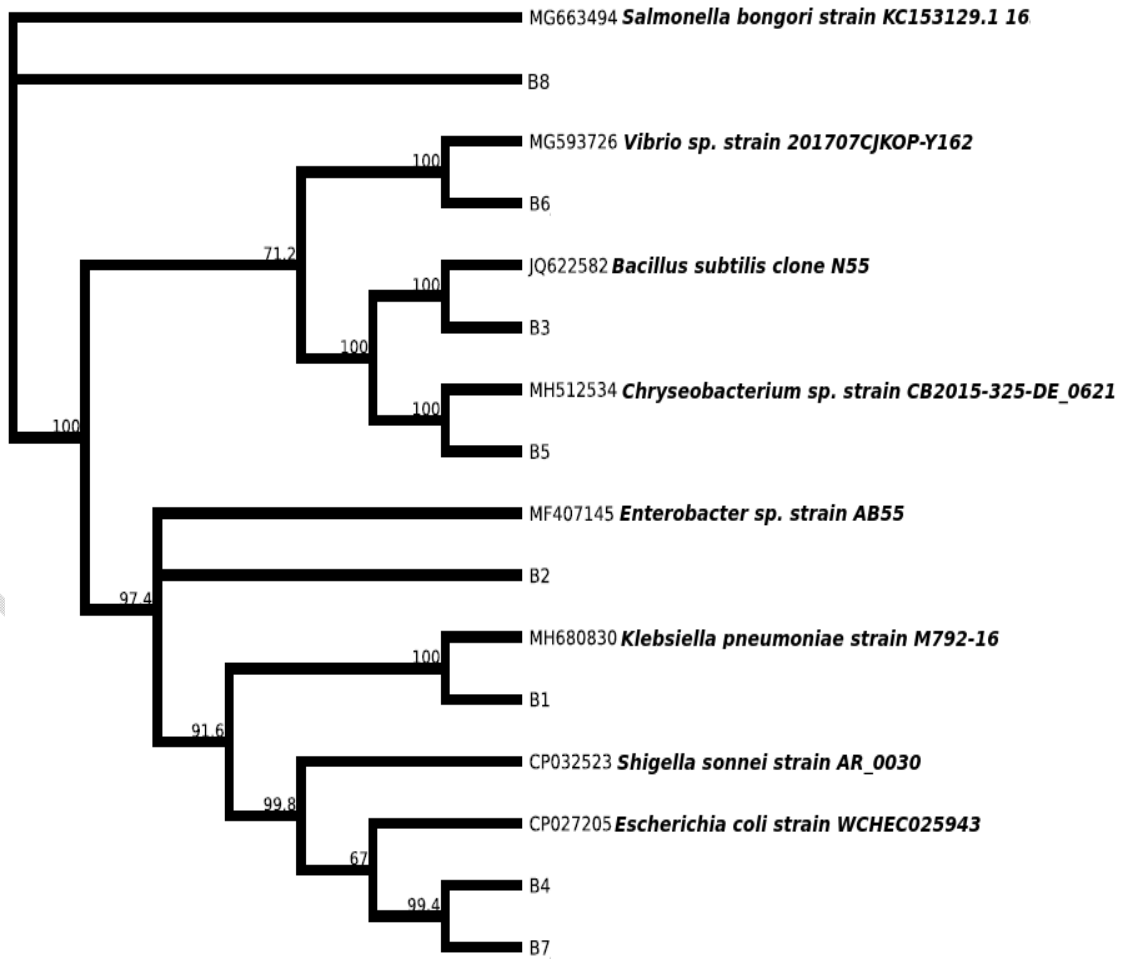 MG663494 Salmonella bongori strain KC153129.1 16
B8
MG593726 Vibrio sp. strain 201707CJKOP-Y162
100
B6
71.2
JQ622582 Bacillus subtilis clone N55
100
B3
100
MH512534 Chryseobacterium sp. strain CB2015-325-DE_0621
100
100
B5
MF407145 Enterobacter sp. strain AB55
B2
97.4
MH680830 Klebsiella pneumoniae strain M792-16
100
B1
91.6
CP032523 Shigella sonnei strain AR_0030
99.8
CP027205 Escherichia coli strain WCHEC025943
67
B4
99.4
B7